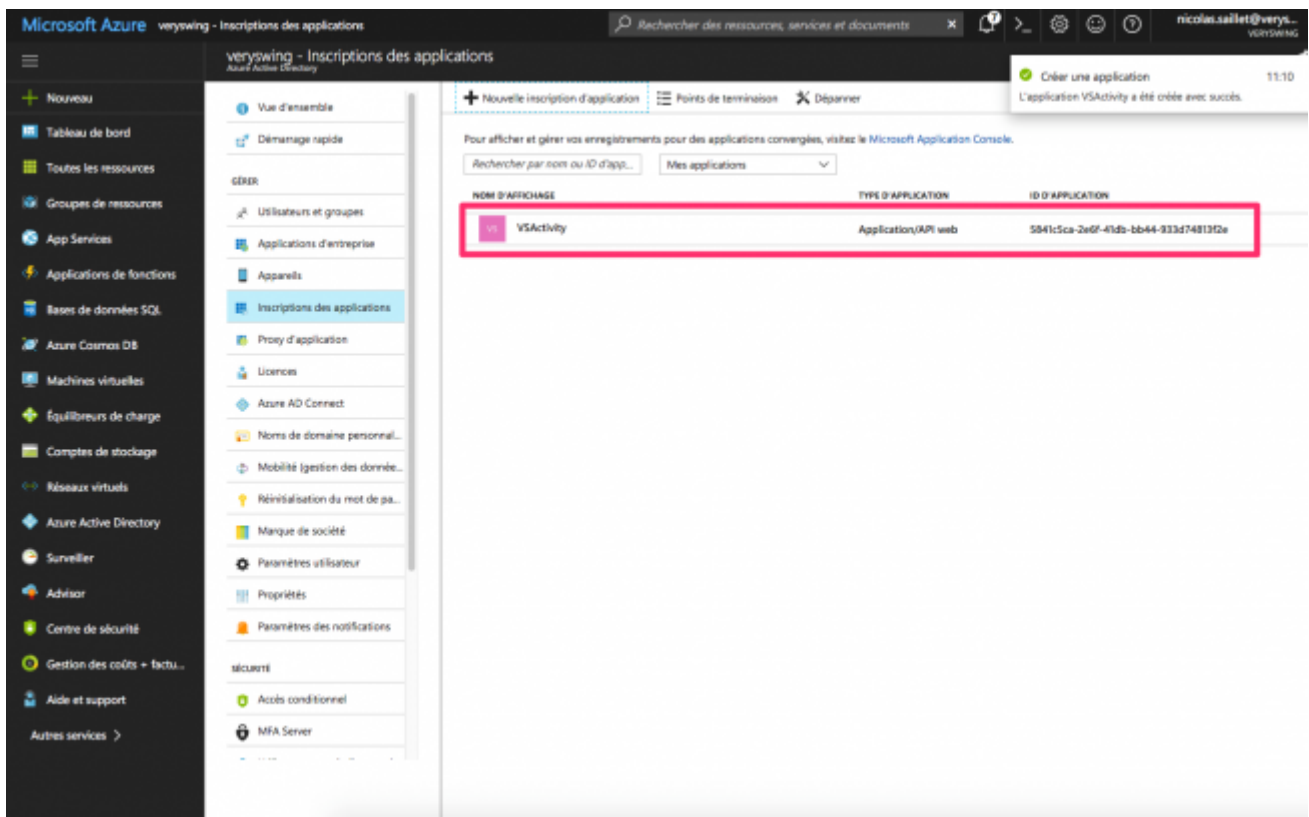 Microsoft Azure veryswing - Inscriptions des applications
Rechercher des ressources, services et documents
nicolas.saillet@verys...
VERYSWING
veryswing - Inscriptions des applications
Azure Active Directory
Créer une application 11:10
L'application VSActivity a été créée avec succès.
Nouveau
Tableau de bord
Toutes les ressources
Groupes de ressources
App Services
Applications de fonctions
Bases de données SQL
Azure Cosmos DB
Machines virtuelles
Équilibreurs de charge
Comptes de stockage
Réseaux virtuels
Azure Active Directory
Surveiller
Advisor
Centre de sécurité
Gestion des coûts + factu...
Aide et support
Autres services >
Vue d'ensemble
Démarrage rapide
GÉRER
Utilisateurs et groupes
Applications d'entreprise
Appareils
Inscriptions des applications
Proxy d'application
Licences
Azure AD Connect
Noms de domaine personnal...
Mobilité (gestion des donnée...
Réinitialisation du mot de pa...
Marque de société
Paramètres utilisateur
Propriétés
Paramètres des notifications
SÉCURITÉ
Accès conditionnel
MFA Server
Nouvelle inscription d'application Points de terminaison Dépanner
Pour afficher et gérer vos enregistrements pour des applications convergées, visitez le Microsoft Application Console.
Rechercher par nom ou ID d'app... Mes applications
NOM D'AFFICHAGE TYPE D'APPLICATION ID D'APPLICATION
VS VSActivity Application/API web 5841c5ca-2e6f-41db-bb44-933d74813f2e